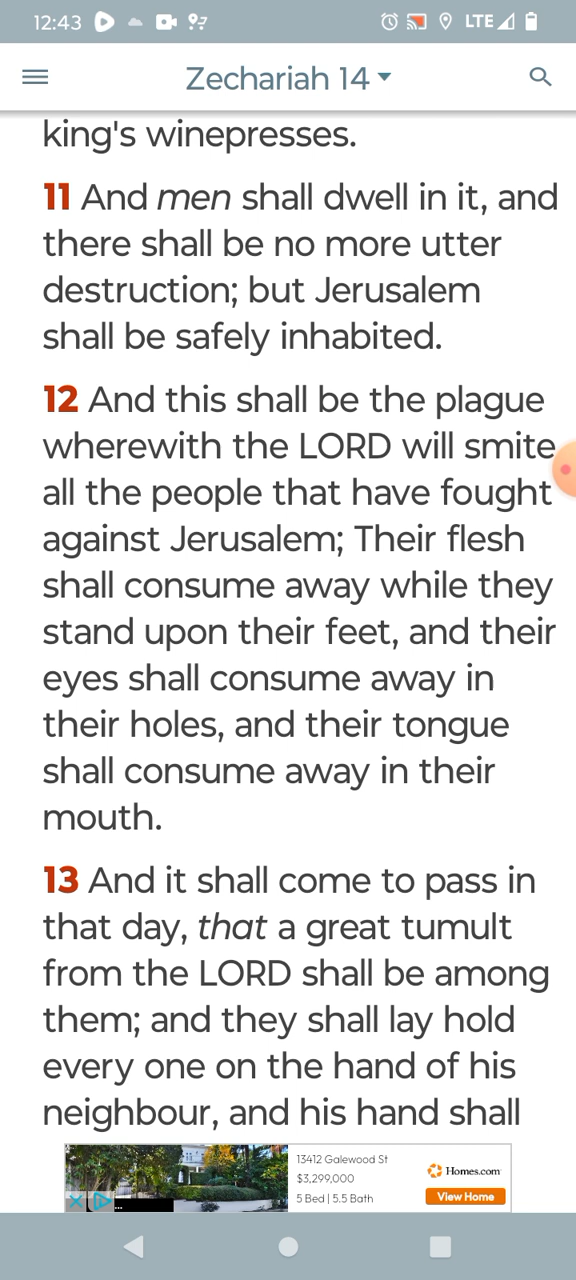 12:43
LTE
Zechariah 14
king's winepresses.
11 And men shall dwell in it, and
there shall be no more utter
destruction; but Jerusalem
shall be safely inhabited.
12 And this shall be the plague
wherewith the LORD will smite
all the people that have fought
against Jerusalem; Their flesh
shall consume away while they
stand upon their feet, and their
eyes shall consume away in
their holes, and their tongue
shall consume away in their
mouth.
13 And it shall come to pass in
that day, that a great tumult
from the LORD shall be among
them; and they shall lay hold
every one on the hand of his
neighbour, and his hand shall
13412 Galewood St
$3,299,000
5 Bed | 5.5 Bath
Homes.com
View Home
...